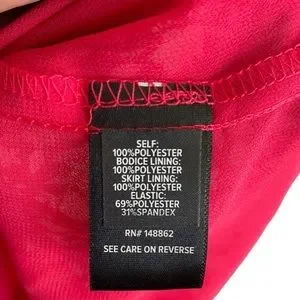 SELF:
100%POLYESTER
BODICE LINING:
100%POLYESTER
SKIRT LINING:
100%POLYESTER
ELASTIC:
69%POLYESTER
31%SPANDEX
RN# 148862
SEE CARE ON REVERSE